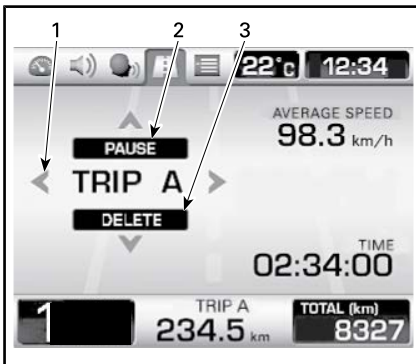 1 2 3
22°c 12:34
AVERAGE SPEED
98.3 km/h
PAUSE
TRIP A
DELETE
TIME
02:34:00
1
TRIP A
234.5 km
TOTAL (km)
8327